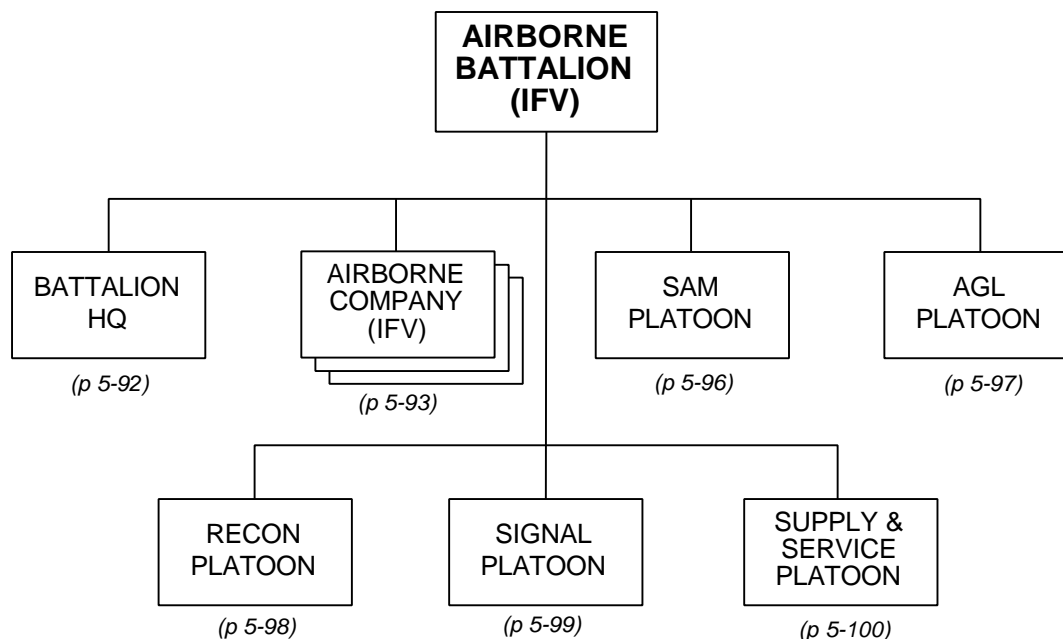 AIRBORNE
BATTALION
(IFV)
BATTALION
HQ
(p 5-92)
AIRBORNE
COMPANY
(IFV)
(p 5-93)
SAM
PLATOON
(p 5-96)
AGL
PLATOON
(p 5-97)
RECON
PLATOON
(p 5-98)
SIGNAL
PLATOON
(p 5-99)
SUPPLY &
SERVICE
PLATOON
(p 5-100)